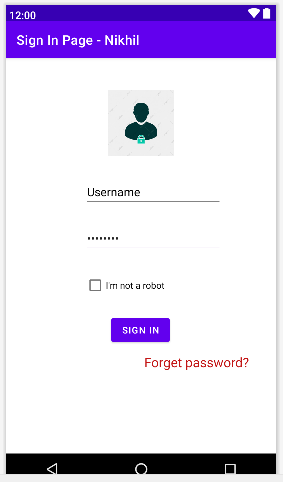 12:00
Sign In Page - Nikhil
Username
••••••••
I'm not a robot
SIGN IN
Forget password?